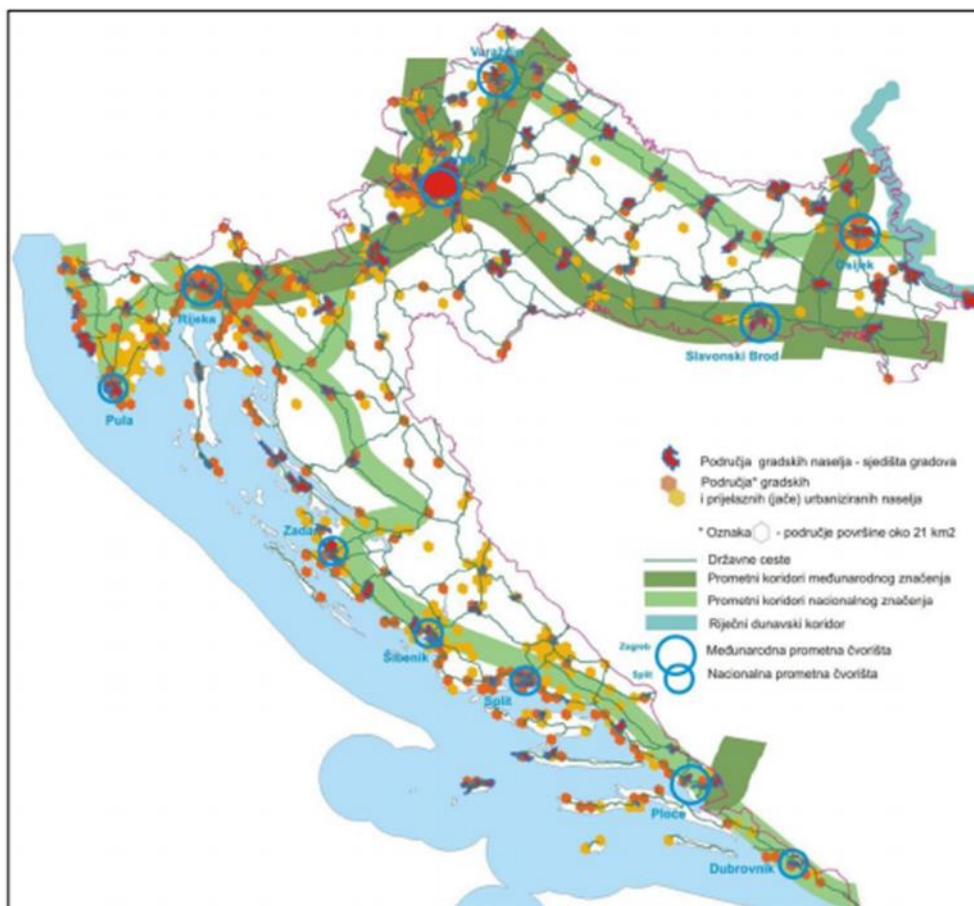 Varaždin
Osijek
Rijeka
Slavonski Brod
Pula
Područja gradskih naselja - sjedišta gradova
Područja* gradskih
i prijelaznih (jače) urbaniziranih naselja
* Oznaka - područje površine oko 21 km2
Zadar
Državne ceste
Prometni koridori međunarodnog značenja
Prometni koridori nacionalnog značenja
Riječni dunavski koridor
Šibenik
Zagreb
Međunarodna prometna čvorišta
Split
Nacionalna prometna čvorišta
Split
Ploče
Dubrovnik